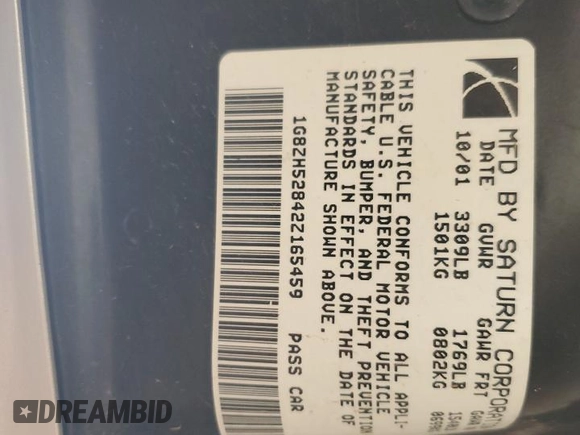 MFD BY SATURN CORPORATI
DATE GVWR GAWR FRT
10/01 3309LB 1769LB
1501KG 0802KG
THIS VEHICLE CONFORMS TO ALL APPLI-
CABLE U.S. FEDERAL MOTOR VEHICLE
SAFETY, BUMPER, AND THEFT PREVENTION
STANDARDS IN EFFECT ON THE DATE OF
MANUFACTURE SHOWN ABOVE.
1G8ZH52842Z165459 PASS CAR
DREAMBID